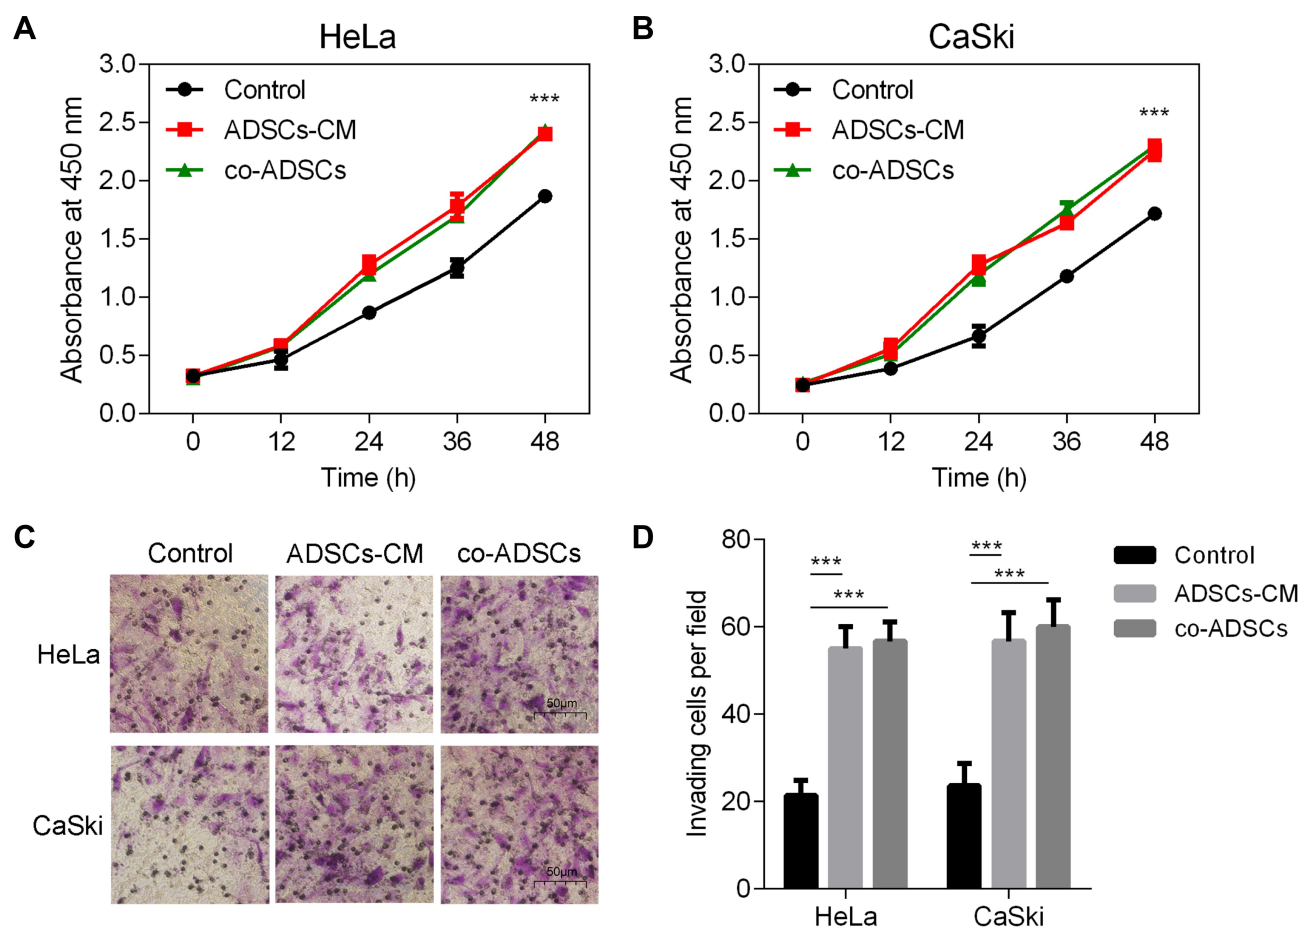 A
HeLa
3.0
2.5
2.0
1.5
1.0
0.5
0.0
Absorbance at 450 nm
Control
ADSCs-CM
co-ADSCs
***
0 12 24 36 48
Time (h)
B
CaSki
3.0
2.5
2.0
1.5
1.0
0.5
0.0
Absorbance at 450 nm
Control
ADSCs-CM
co-ADSCs
***
0 12 24 36 48
Time (h)
C
Control ADSCs-CM co-ADSCs
HeLa
50μm
CaSki
50μm
D
80
60
40
20
0
Invading cells per field
***
***
***
***
HeLa CaSki
Control
ADSCs-CM
co-ADSCs